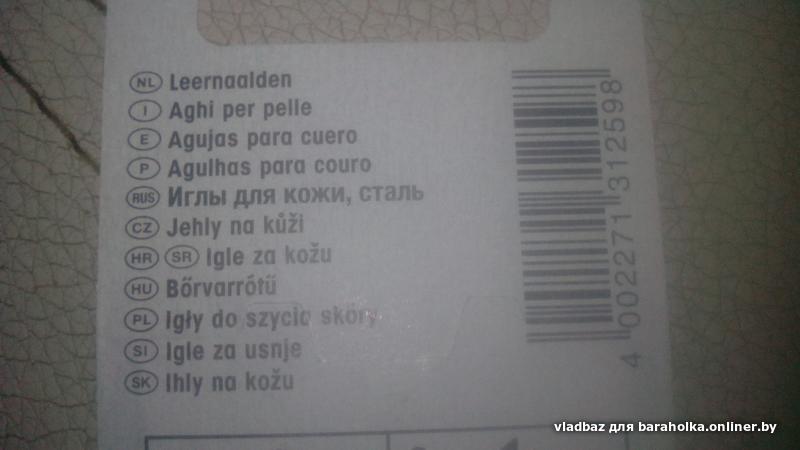 NL Leernaalden
I Aghi per pelle
E Agujas para cuero
P Agulhas para couro
RUS Иглы для кожи, сталь
CZ Jehly na kůži
HR SR Igle za kožu
HU Bőrvarrótű
PL Igły do szycia skóry
SI Igle za usnje
SK Ihly na kožu
4 002271 312598
vladbaz для baraholka.onliner.by